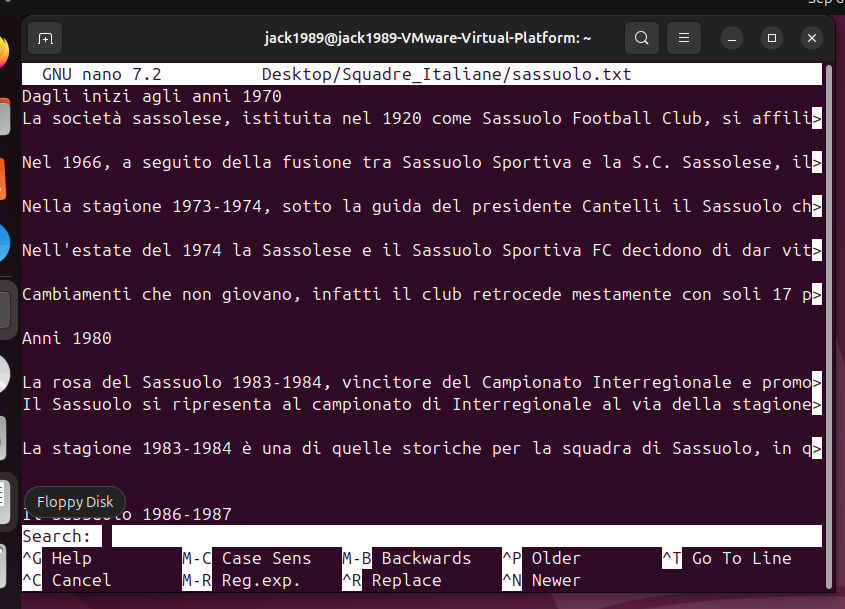 Sep
jack1989@jack1989-VMware-Virtual-Platform: ~
GNU nano 7.2 Desktop/Squadre_Italiane/sassuolo.txt
Dagli inizi agli anni 1970
La società sassolese, istituita nel 1920 come Sassuolo Football Club, si affili>
Nel 1966, a seguito della fusione tra Sassuolo Sportiva e la S.C. Sassolese, il>
Nella stagione 1973-1974, sotto la guida del presidente Cantelli il Sassuolo ch>
Nell'estate del 1974 la Sassolese e il Sassuolo Sportiva FC decidono di dar vit>
Cambiamenti che non giovano, infatti il club retrocede mestamente con soli 17 p>
Anni 1980
La rosa del Sassuolo 1983-1984, vincitore del Campionato Interregionale e promo>
Il Sassuolo si ripresenta al campionato di Interregionale al via della stagione>
La stagione 1983-1984 è una di quelle storiche per la squadra di Sassuolo, in q>
Floppy Disk
Il Sassuolo 1986-1987
Search:
^G Help M-C Case Sens M-B Backwards ^P Older ^T Go To Line
^C Cancel M-R Reg.exp. ^R Replace ^N Newer